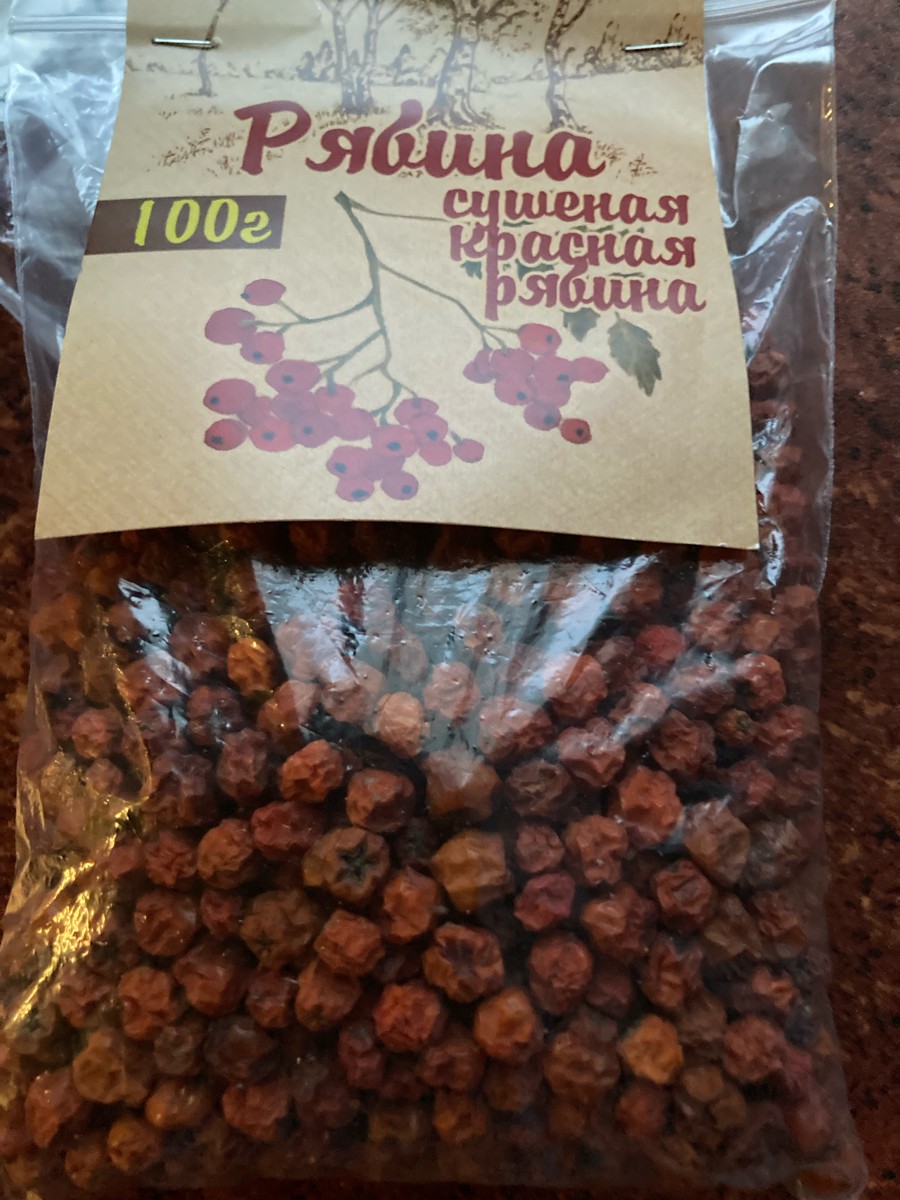 Рябина
100г
сушеная
красная
рябина